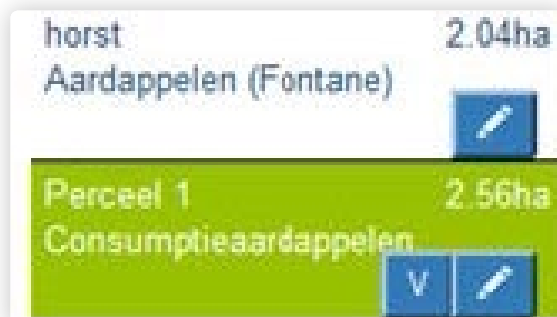 horst 2.04ha
Aardappelen (Fontane)
Perceel 1 2.56ha
Consumptieaardappelen
V